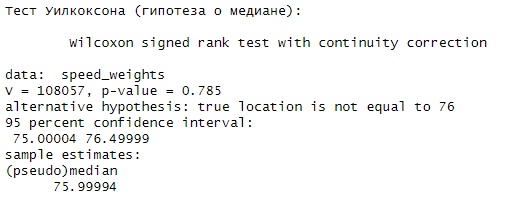 Тест Уилкоксона (гипотеза о медиане):
Wilcoxon signed rank test with continuity correction
data:  speed_weights
V = 108057, p-value = 0.785
alternative hypothesis: true location is not equal to 76
95 percent confidence interval:
75.00004 76.49999
sample estimates:
(pseudo)median
75.99994